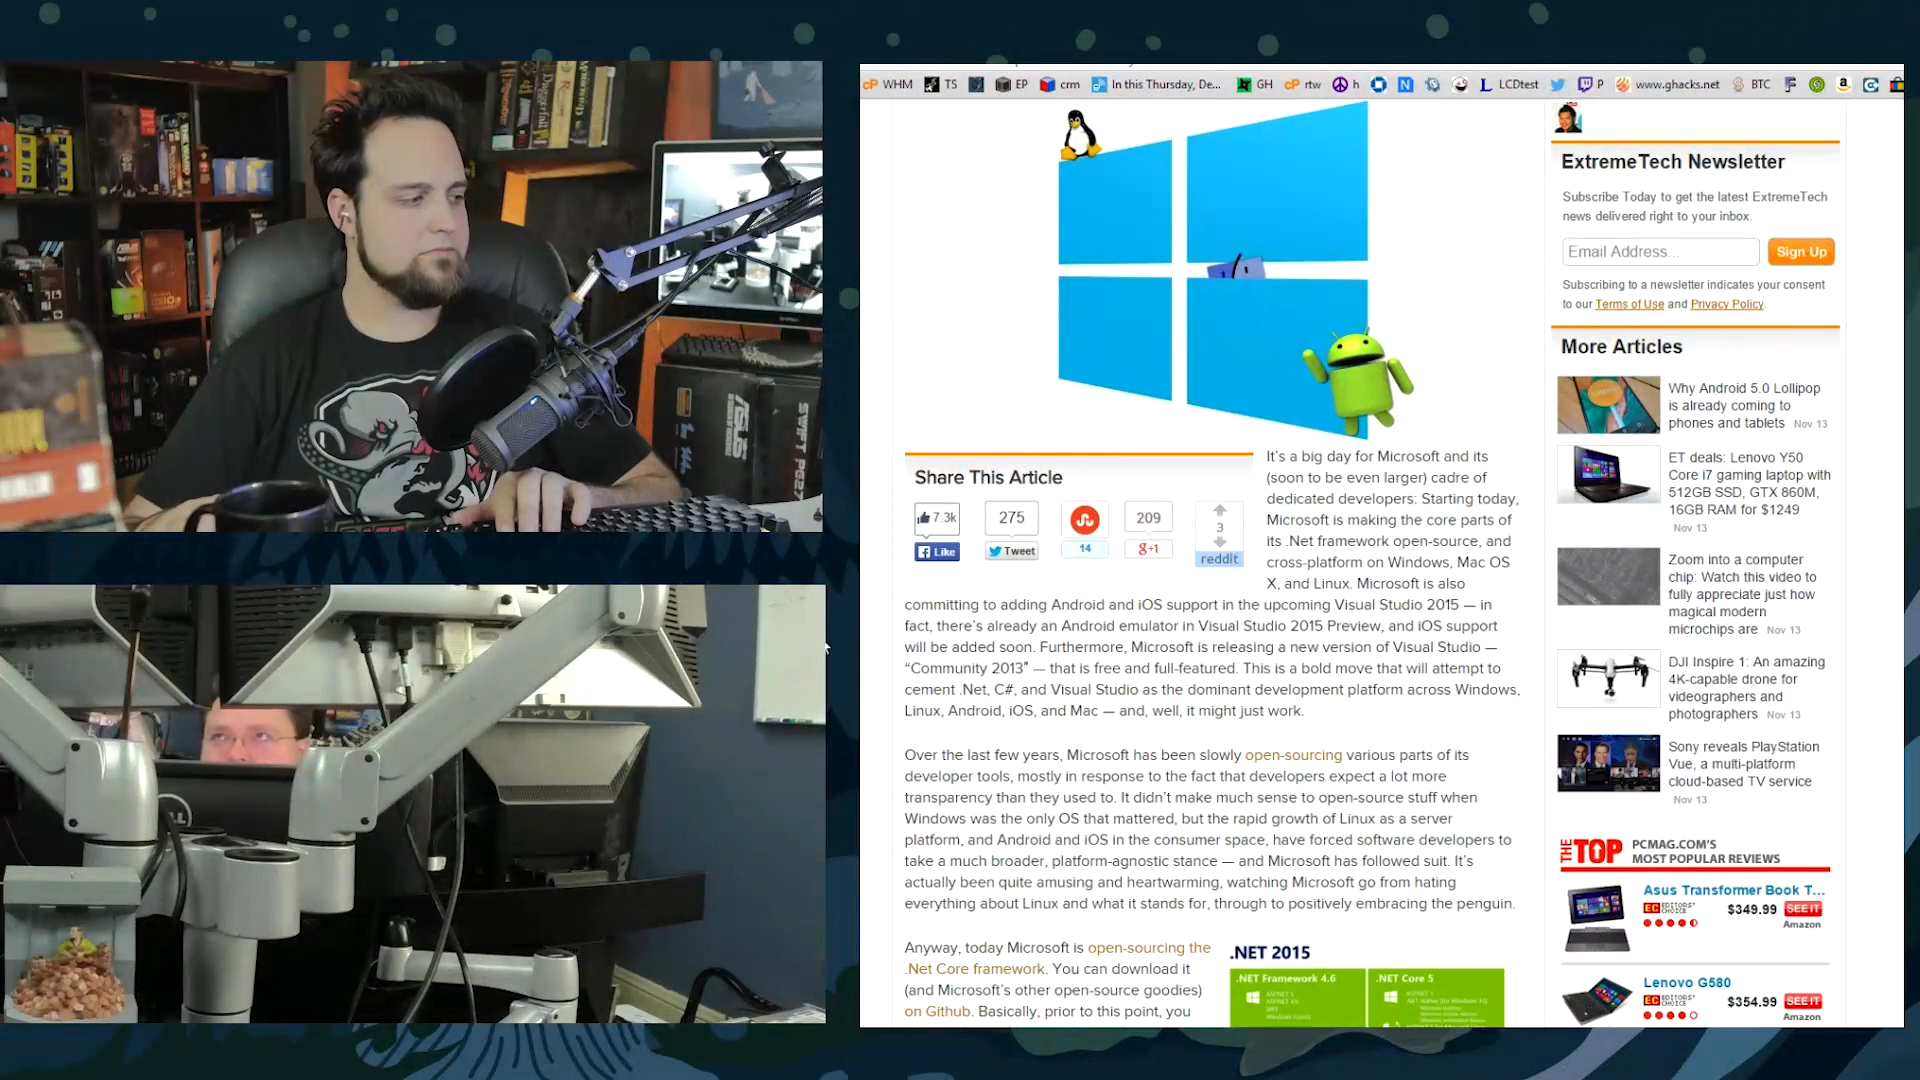 WHM
TS
EP
crm
In this Thursday, De...
GH
rtw
h
LCDtest
P
www.ghacks.net
BTC
ExtremeTech Newsletter
Subscribe Today to get the latest ExtremeTech
news delivered right to your inbox.
Email Address...
Sign Up
Subscribing to a newsletter indicates your consent
to our Terms of Use and Privacy Policy.
More Articles
Why Android 5.0 Lollipop
is already coming to
phones and tablets Nov 13
ET deals: Lenovo Y50
Core i7 gaming laptop with
512GB SSD, GTX 860M,
16GB RAM for $1249
Nov 13
Zoom into a computer
chip: Watch this video to
fully appreciate just how
magical modern
microchips are Nov 13
DJI Inspire 1: An amazing
4K-capable drone for
videographers and
photographers Nov 13
Sony reveals PlayStation
Vue, a multi-platform
cloud-based TV service
Nov 13
THE TOP PCMAG.COM'S
MOST POPULAR REVIEWS
Asus Transformer Book T...
EC EDITORS' CHOICE $349.99 SEE IT
Amazon
Lenovo G580
EC EDITORS' CHOICE $354.99 SEE IT
Amazon
Share This Article
7.3k
275
209
3
Like
Tweet
14
g+1
reddit
It's a big day for Microsoft and its
(soon to be even larger) cadre of
dedicated developers: Starting today,
Microsoft is making the core parts of
its .Net framework open-source, and
cross-platform on Windows, Mac OS
X, and Linux. Microsoft is also
committing to adding Android and iOS support in the upcoming Visual Studio 2015 — in
fact, there's already an Android emulator in Visual Studio 2015 Preview, and iOS support
will be added soon. Furthermore, Microsoft is releasing a new version of Visual Studio —
“Community 2013” — that is free and full-featured. This is a bold move that will attempt to
cement .Net, C#, and Visual Studio as the dominant development platform across Windows,
Linux, Android, iOS, and Mac — and, well, it might just work.
Over the last few years, Microsoft has been slowly open-sourcing various parts of its
developer tools, mostly in response to the fact that developers expect a lot more
transparency than they used to. It didn't make much sense to open-source stuff when
Windows was the only OS that mattered, but the rapid growth of Linux as a server
platform, and Android and iOS in the consumer space, have forced software developers to
take a much broader, platform-agnostic stance — and Microsoft has followed suit. It's
actually been quite amusing and heartwarming, watching Microsoft go from hating
everything about Linux and what it stands for, through to positively embracing the penguin.
Anyway, today Microsoft is open-sourcing the
.Net Core framework. You can download it
(and Microsoft's other open-source goodies)
on Github. Basically, prior to this point, you
.NET 2015
.NET Framework 4.6
.NET Core 5
Daggerfall
ASUS
SWIFT PG27